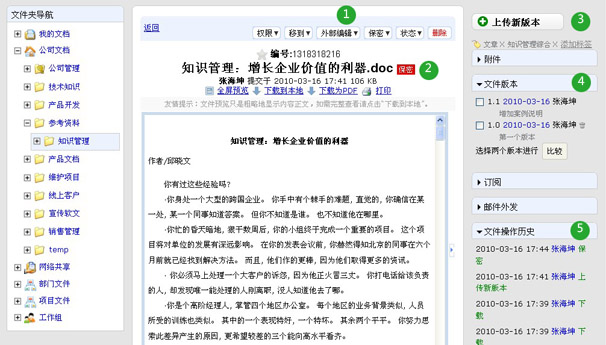 文件夹导航
我的文档
公司文档
公司管理
技术知识
产品开发
参考资料
知识管理
产品文档
维护项目
线上客户
宣传软文
销售管理
temp
网络共享
部门文件
项目文件
工作组
返回
1
权限▼ 移到▼ 外部编辑▼ 保密▼ 状态▼ 删除
编号:1318318216
知识管理：增长企业价值的利器.doc 保密 2
张海坤 提交于 2010-03-16 17:41 106 KB
全屏预览 下载到本地 下载为PDF 打印
友情提示：文件预览只是粗略地显示内容正文，如需完整查看请点击"下载到本地"。
知识管理：增长企业价值的利器
作者/邱晓文
你有过这些经验吗？
·你身处一个大型的跨国企业。 你手中有个棘手的难题，直觉的，你确信在某
一处，某一个同事知道答案。 但你不知道是谁。 也不知道他在哪里。
·你忙的昏天暗地，艰于数周后，你的小组终于完成一个重要的项目。 这个项
目将对单位的发展有深远影响。 在你的发表会议前，你赫然得知北京的同事在六个
月前就已经找到解决方法。 而且，他们作的更棒，因为他们取得更多的资讯。
· 你必须马上处理一个大客户的诉怨，因为他正火冒三丈。 你打电话给该负责
的人，却发现唯一能处理的人刚离职，没人知道他去了哪。
·你是个高阶经理人，掌管四个地区办公室。 每个地区的业务背景类似，人员
所受的训练也类似。 其中的一个表现特好，一个特坏。 其余两个平平。 你努力思
索此差异产生的原因，更希望较差的三个能向高水平看齐。
上传新版本 3
文章 X 知识管理综合 X 添加标签
附件
文件版本 4
1.1 2010-03-16 张海坤
增加案例说明
1.0 2010-03-16 张海坤
第一个版本
选择两个版本进行 比较
订阅
邮件外发
文件操作历史 5
2010-03-16 17:44 张海坤 保
密
2010-03-16 17:41 张海坤 上
传新版本
2010-03-16 17:39 张海坤 下
载
2010-03-16 17:39 张海坤 下
载